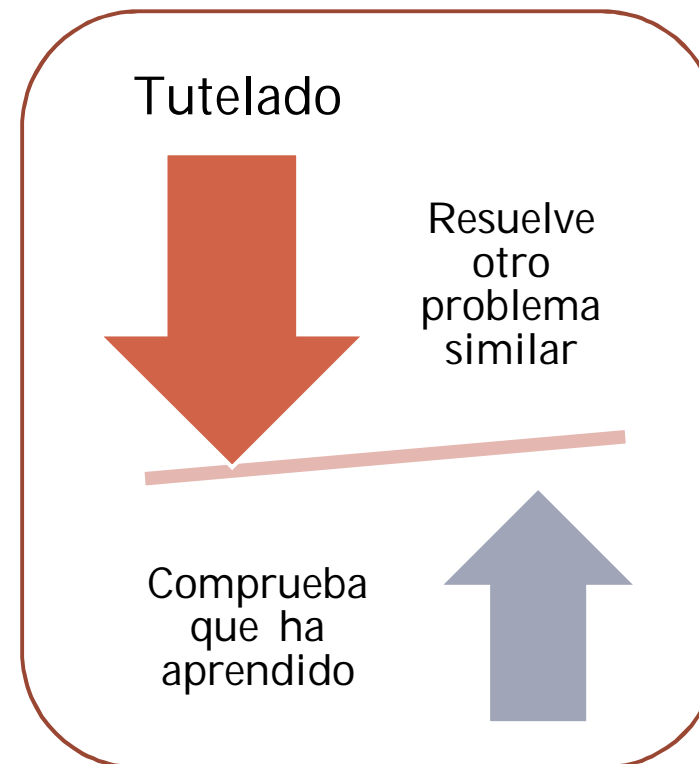 Tutelado
Resuelve
otro
problema
similar
Comprueba
que ha
aprendido